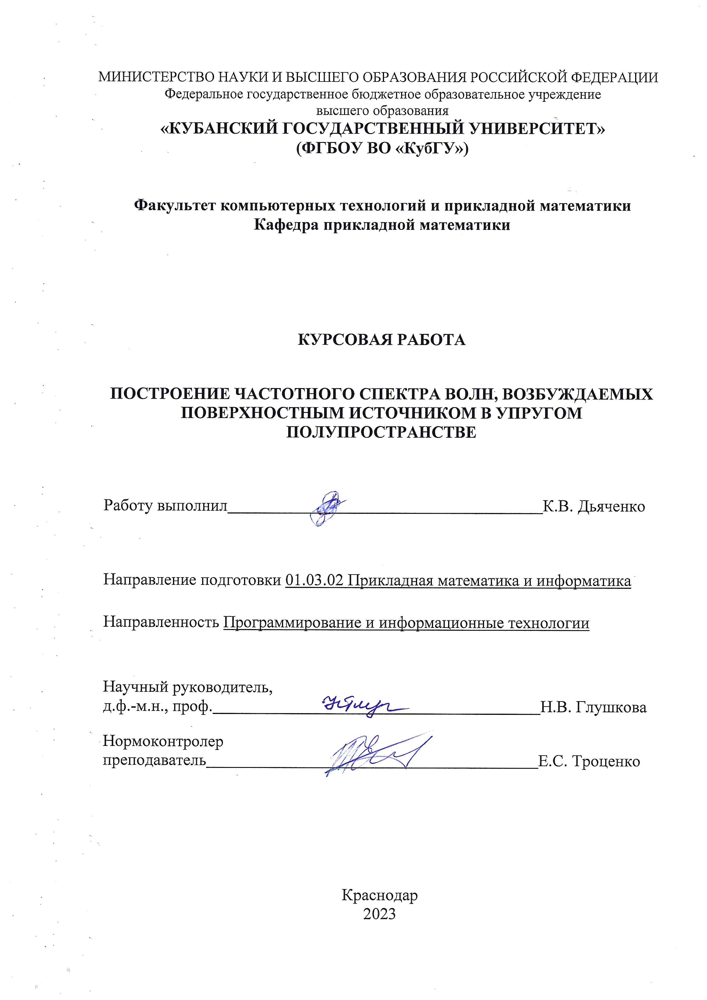 МИНИСТЕРСТВО НАУКИ И ВЫСШЕГО ОБРАЗОВАНИЯ РОССИЙСКОЙ ФЕДЕРАЦИИ
Федеральное государственное бюджетное образовательное учреждение
высшего образования
«КУБАНСКИЙ ГОСУДАРСТВЕННЫЙ УНИВЕРСИТЕТ»
(ФГБОУ ВО «КубГУ»)
Факультет компьютерных технологий и прикладной математики
Кафедра прикладной математики
КУРСОВАЯ РАБОТА
ПОСТРОЕНИЕ ЧАСТОТНОГО СПЕКТРА ВОЛН, ВОЗБУЖДАЕМЫХ
ПОВЕРХНОСТНЫМ ИСТОЧНИКОМ В УПРУГОМ
ПОЛУПРОСТРАНСТВЕ
Работу выполнил К.В. Дьяченко
Направление подготовки 01.03.02 Прикладная математика и информатика
Направленность Программирование и информационные технологии
Научный руководитель,
д.ф.-м.н., проф. Н.В. Глушкова
Нормоконтролер
преподаватель Е.С. Троценко
Краснодар
2023